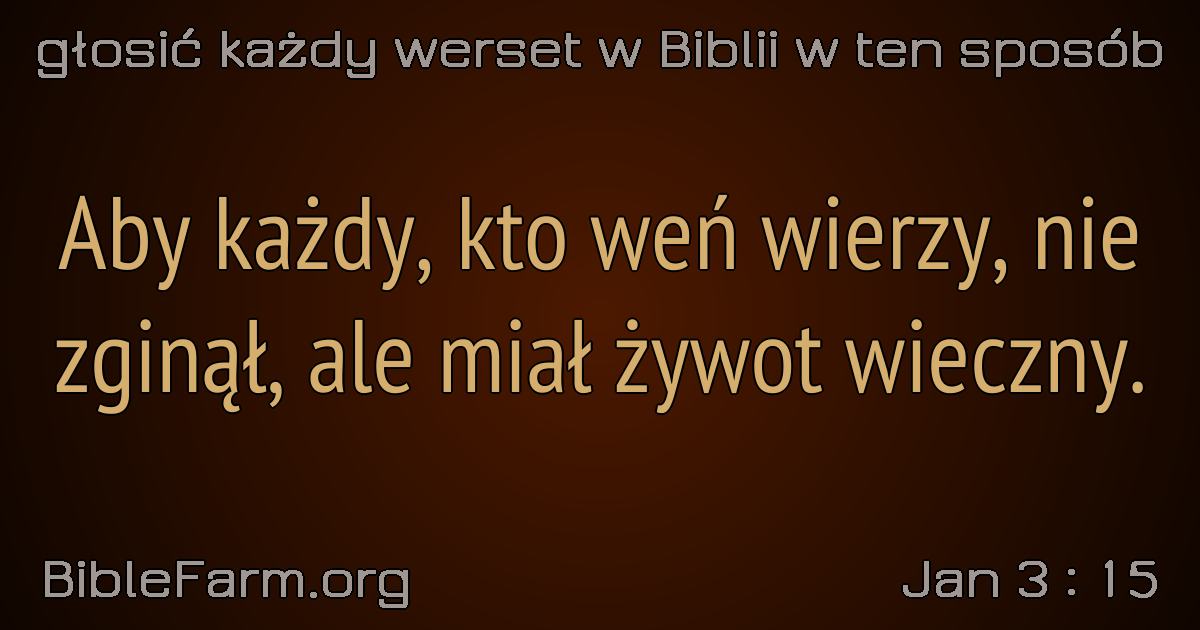 głosić każdy werset w Biblii w ten sposób
Aby każdy, kto weń wierzy, nie
zginął, ale miał żywot wieczny.
BibleFarm.org
Jan 3 : 15